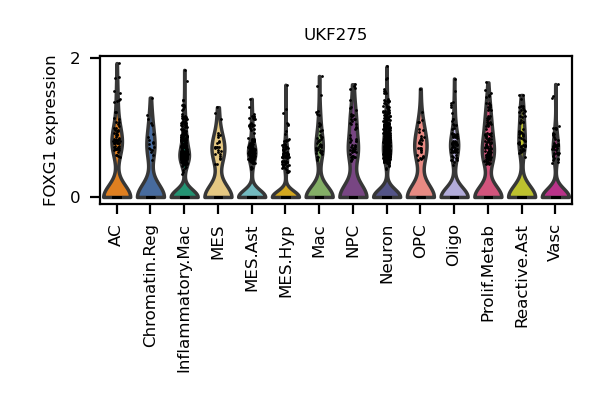 UKF275
FOXG1 expression
2
0
AC
Chromatin.Reg
Inflammatory.Mac
MES
MES.Ast
MES.Hyp
Mac
NPC
Neuron
OPC
Oligo
Prolif.Metab
Reactive.Ast
Vasc